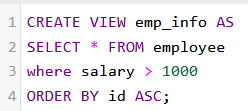 1 CREATE VIEW emp_info AS
2 SELECT * FROM employee
3 where salary > 1000
4 ORDER BY id ASC;